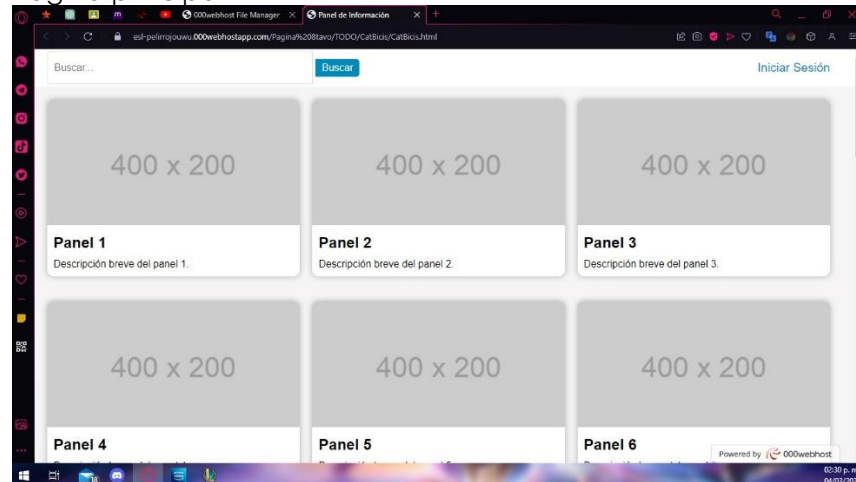 000webhost File Manager
Panel de Información
esl-pelirrojouwu.000webhostapp.com/Pagina%208tavo/TODO/CatBicis/CatBicis.html
Buscar...
Buscar
Iniciar Sesión
400 x 200
400 x 200
400 x 200
Panel 1
Panel 2
Panel 3
Descripción breve del panel 1.
Descripción breve del panel 2.
Descripción breve del panel 3.
400 x 200
400 x 200
400 x 200
Panel 4
Panel 5
Panel 6
Powered by 000webhost
02:30 p. m.